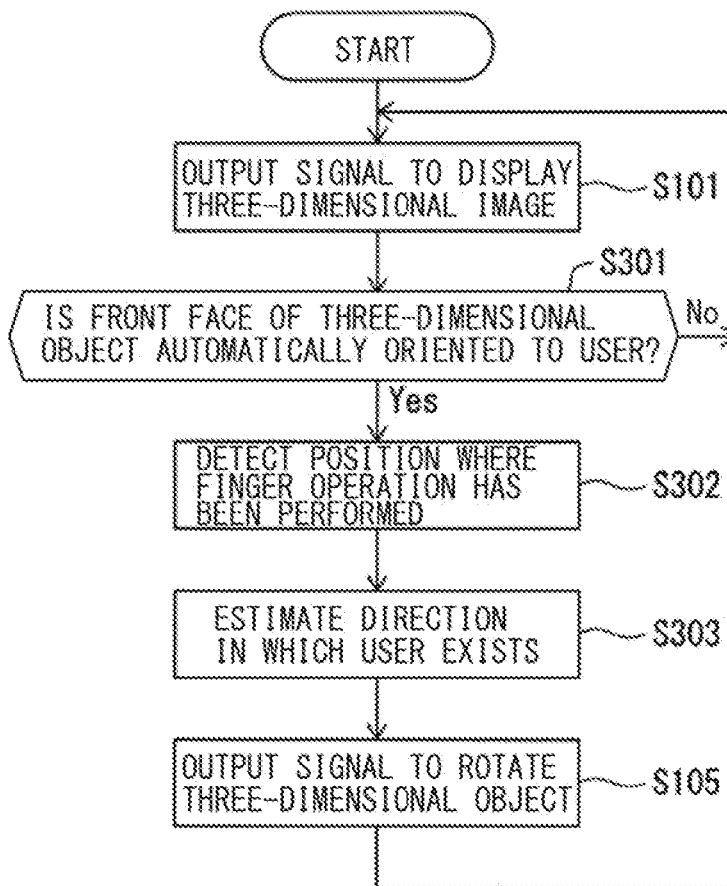 START
OUTPUT SIGNAL TO DISPLAY
THREE-DIMENSIONAL IMAGE
S101
S301
IS FRONT FACE OF THREE-DIMENSIONAL
OBJECT AUTOMATICALLY ORIENTED TO USER?
No
Yes
DETECT POSITION WHERE
FINGER OPERATION HAS
BEEN PERFORMED
S302
ESTIMATE DIRECTION
IN WHICH USER EXISTS
S303
OUTPUT SIGNAL TO ROTATE
THREE-DIMENSIONAL OBJECT
S105